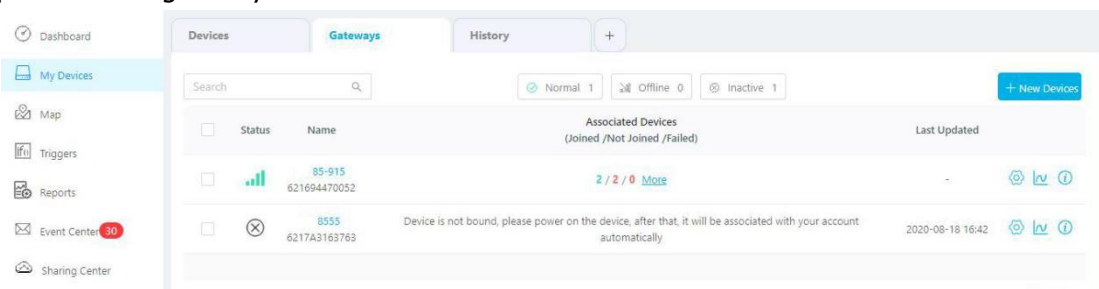 Dashboard
My Devices
Map
Triggers
Reports
Event Center 30
Sharing Center
Devices Gateways History +
Search
Normal 1 Offline 0 Inactive 1
+ New Devices
Status Name Associated Devices Last Updated
(Joined /Not Joined /Failed)
85-915
621694470052
2 / 2 / 0 More
-
8555
6217A3163763
Device is not bound, please power on the device, after that, it will be associated with your account
automatically
2020-08-18 16:42